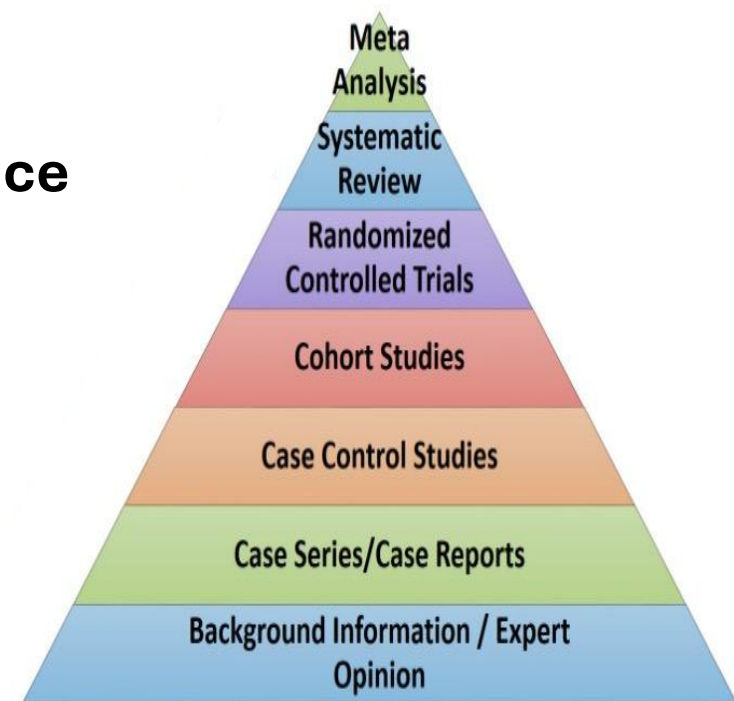 Meta
Analysis
ce
Systematic
Review
Randomized
Controlled Trials
Cohort Studies
Case Control Studies
Case Series/Case Reports
Background Information / Expert
Opinion